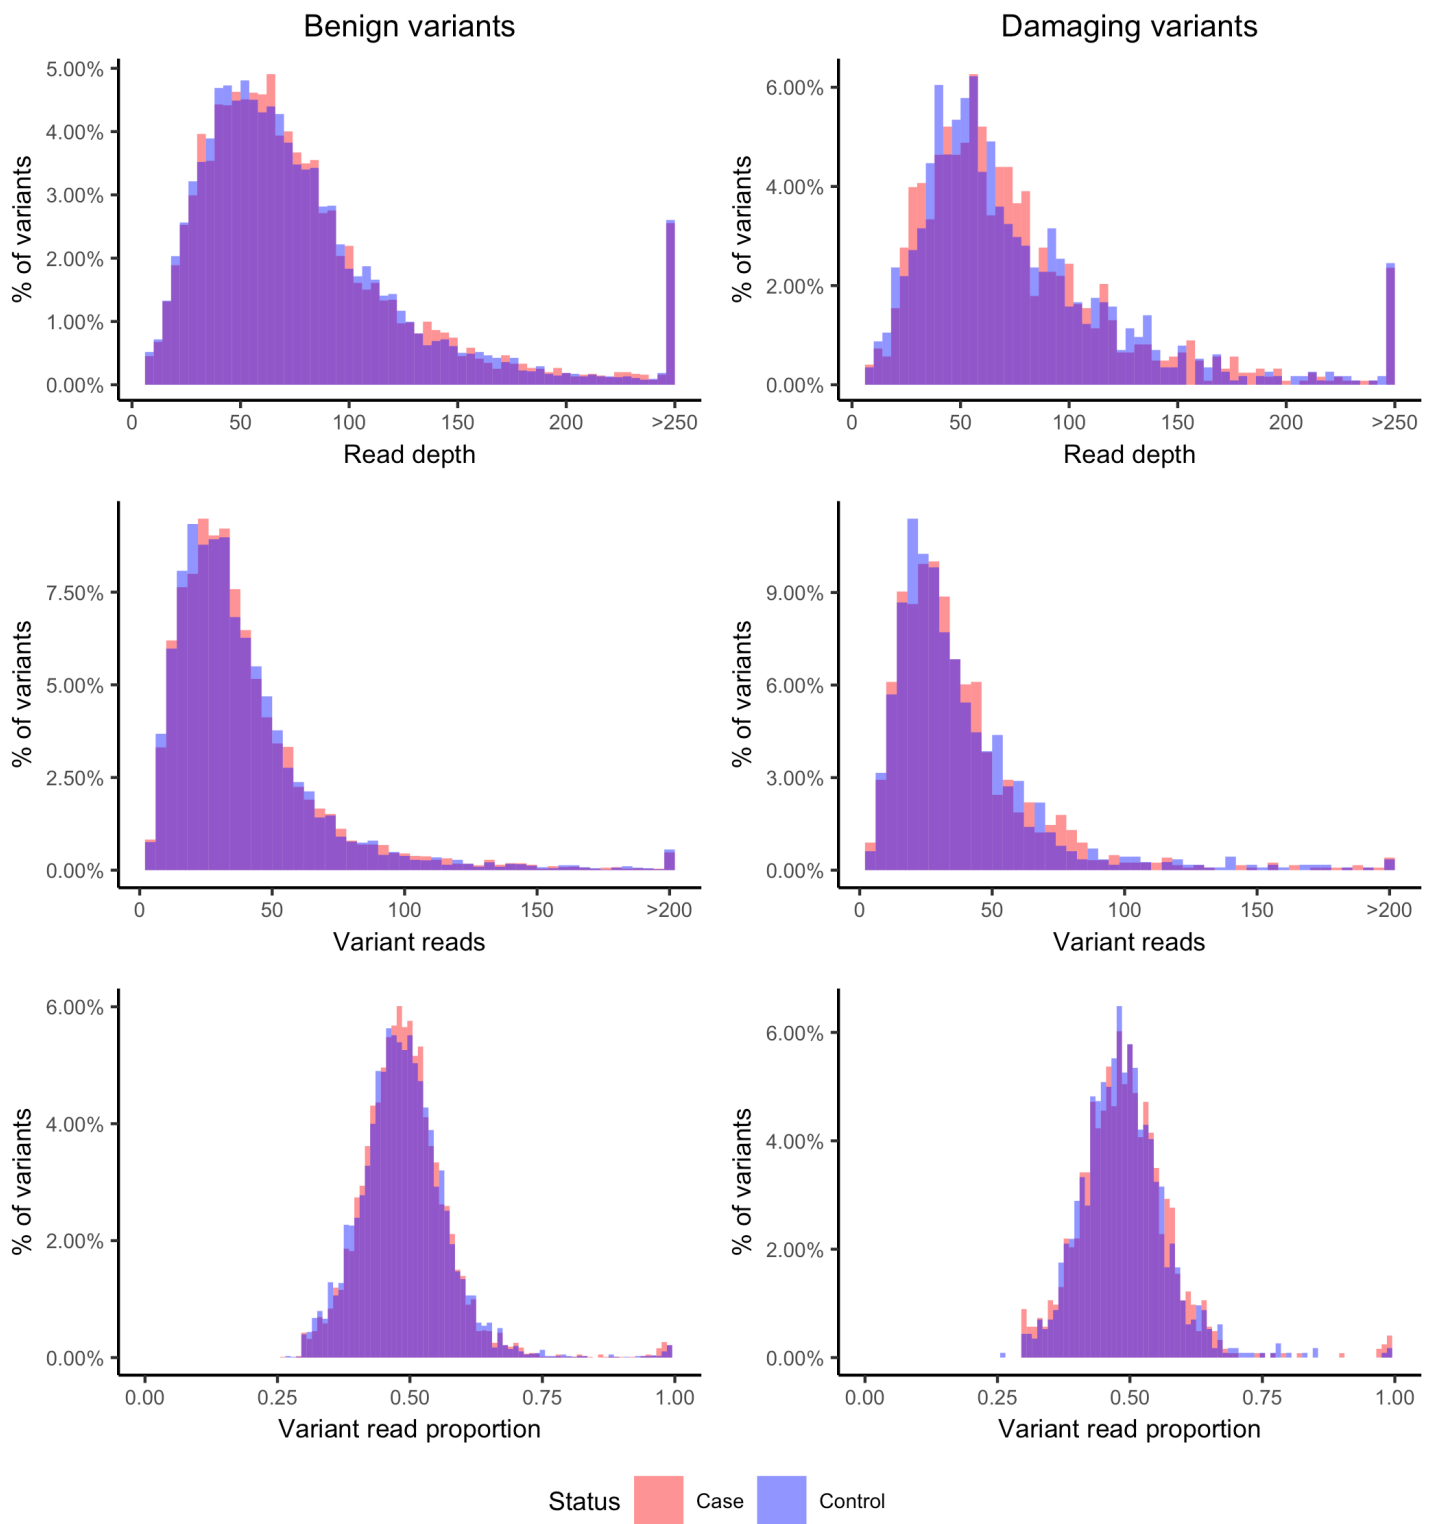 Benign variants
Damaging variants
% of variants
5.00%
4.00%
3.00%
2.00%
1.00%
0.00%
0 50 100 150 200 >250
Read depth
% of variants
6.00%
4.00%
2.00%
0.00%
0 50 100 150 200 >250
Read depth
% of variants
7.50%
5.00%
2.50%
0.00%
0 50 100 150 >200
Variant reads
% of variants
9.00%
6.00%
3.00%
0.00%
0 50 100 150 >200
Variant reads
% of variants
6.00%
4.00%
2.00%
0.00%
0.00 0.25 0.50 0.75 1.00
Variant read proportion
% of variants
6.00%
4.00%
2.00%
0.00%
0.00 0.25 0.50 0.75 1.00
Variant read proportion
Status Case Control